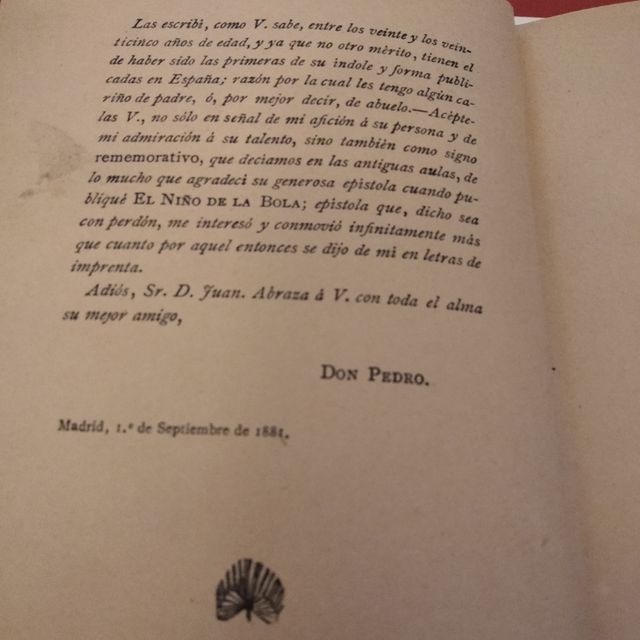 Las escribí, como V. sabe, entre los veinte y los vein-
ticinco años de edad, y ya que no otro mérito, tienen el
de haber sido las primeras de su índole y forma publi-
cadas en España; razón por la cual les tengo algún ca-
riño de padre, ó, por mejor decir, de abuelo.—Acépte-
las V., no sólo en señal de mi afición á su persona y de
mi admiración á su talento, sino también como signo
rememorativo, que decíamos en las antiguas aulas, de
lo mucho que agradecí su generosa epístola cuando pu-
bliqué EL NIÑO DE LA BOLA; epístola que, dicho sea
con perdón, me interesó y conmovió infinitamente más
que cuanto por aquel entonces se dijo de mí en letras de
imprenta.
Adiós, Sr. D. Juan. Abraza á V. con toda el alma
su mejor amigo,
DON PEDRO.
Madrid, 1.º de Septiembre de 1881.